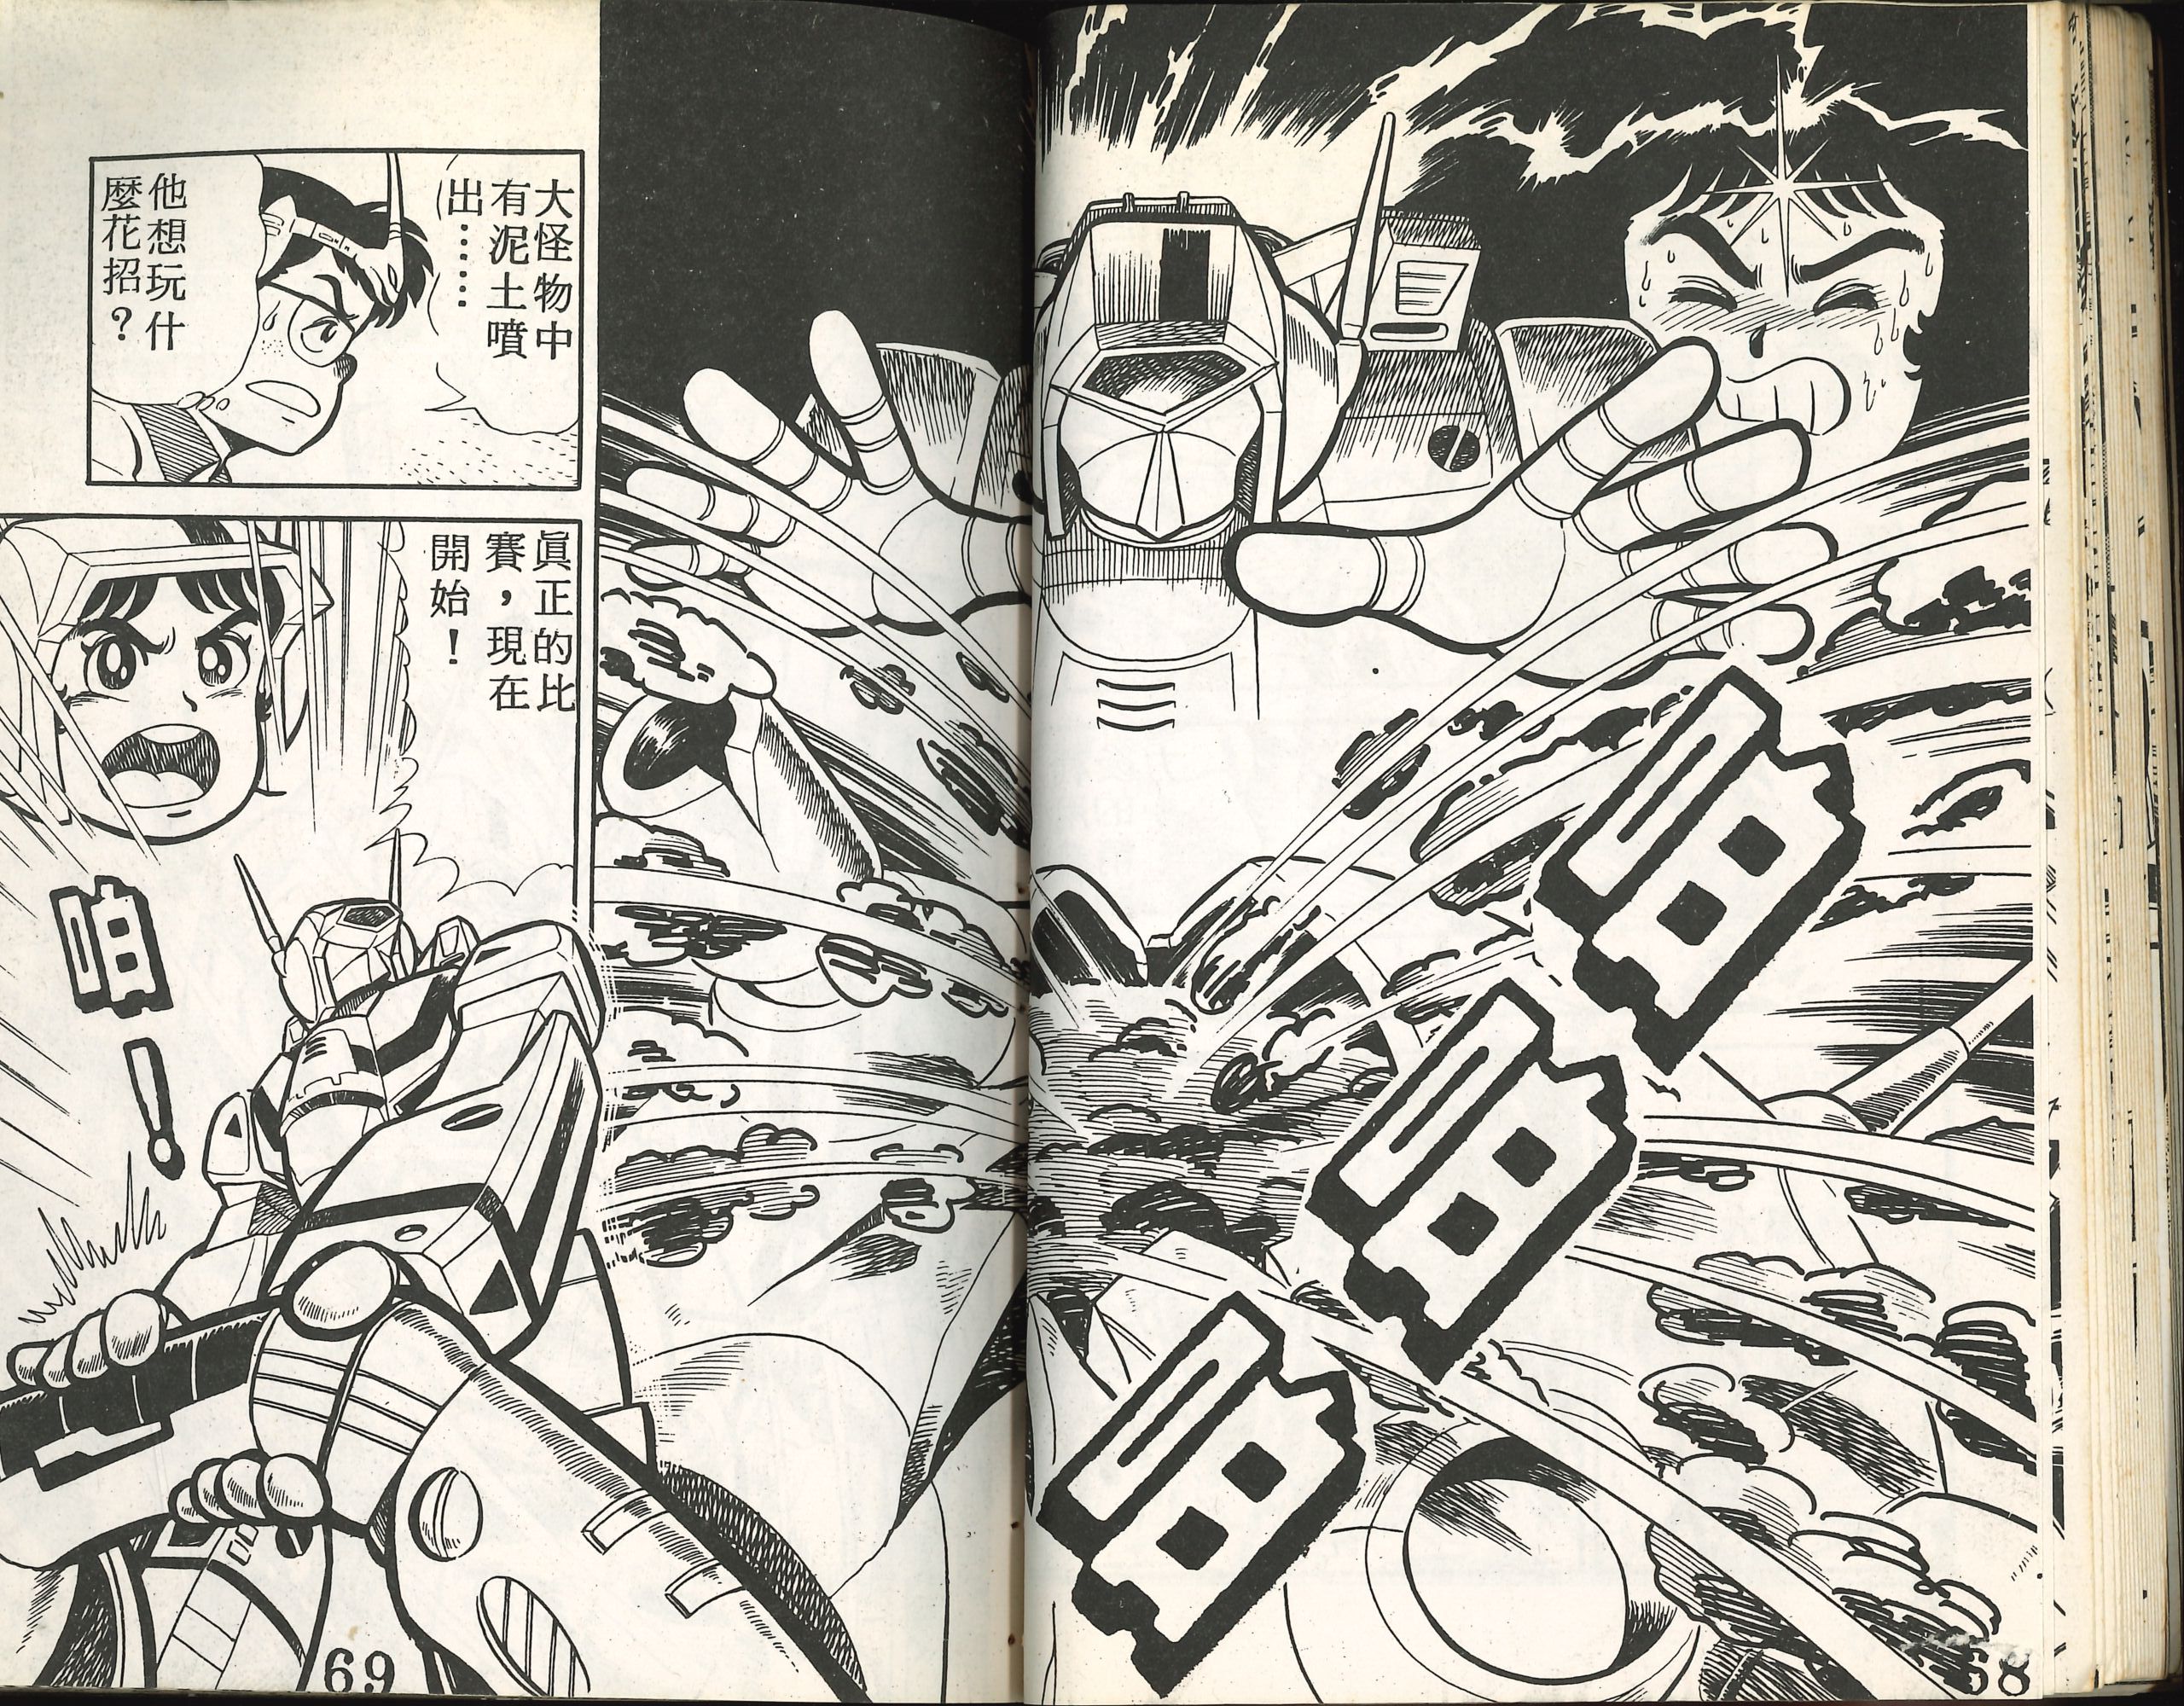 68
大怪物中
有泥土噴
出……
他想玩什
麼花招？
眞正的比
賽，現在
開始！
咱！
69